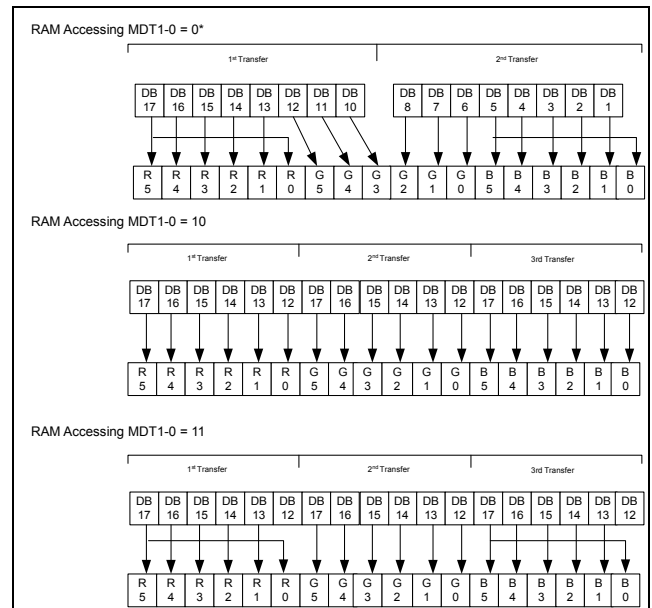 RAM Accessing MDT1-0 = 0*
1st Transfer 2nd Transfer
DB DB DB DB DB DB DB DB DB DB DB DB DB DB DB DB
17 16 15 14 13 12 11 10 8 7 6 5 4 3 2 1
R R R R R R G G G G G G B B B B B B
5 4 3 2 1 0 5 4 3 2 1 0 5 4 3 2 1 0
RAM Accessing MDT1-0 = 10
1st Transfer 2nd Transfer 3rd Transfer
DB DB DB DB DB DB DB DB DB DB DB DB DB DB DB DB DB DB
17 16 15 14 13 12 17 16 15 14 13 12 17 16 15 14 13 12
R R R R R R G G G G G G B B B B B B
5 4 3 2 1 0 5 4 3 2 1 0 5 4 3 2 1 0
RAM Accessing MDT1-0 = 11
1st Transfer 2nd Transfer 3rd Transfer
DB DB DB DB DB DB DB DB DB DB DB DB DB DB DB DB DB DB
17 16 15 14 13 12 17 16 15 14 13 12 17 16 15 14 13 12
R R R R R R G G G G G G B B B B B B
5 4 3 2 1 0 5 4 3 2 1 0 5 4 3 2 1 0